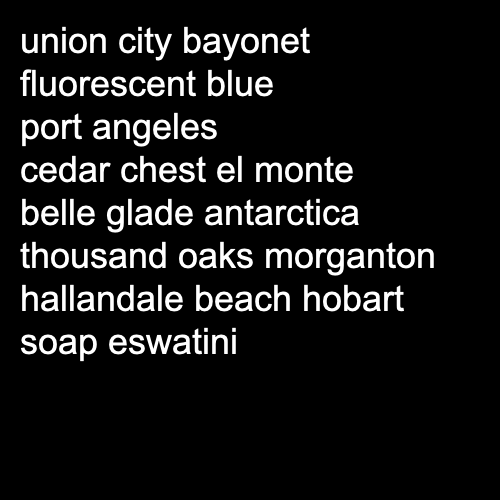 union city bayonet
fluorescent blue
port angeles
cedar chest el monte
belle glade antarctica
thousand oaks morganton
hallandale beach hobart
soap eswatini